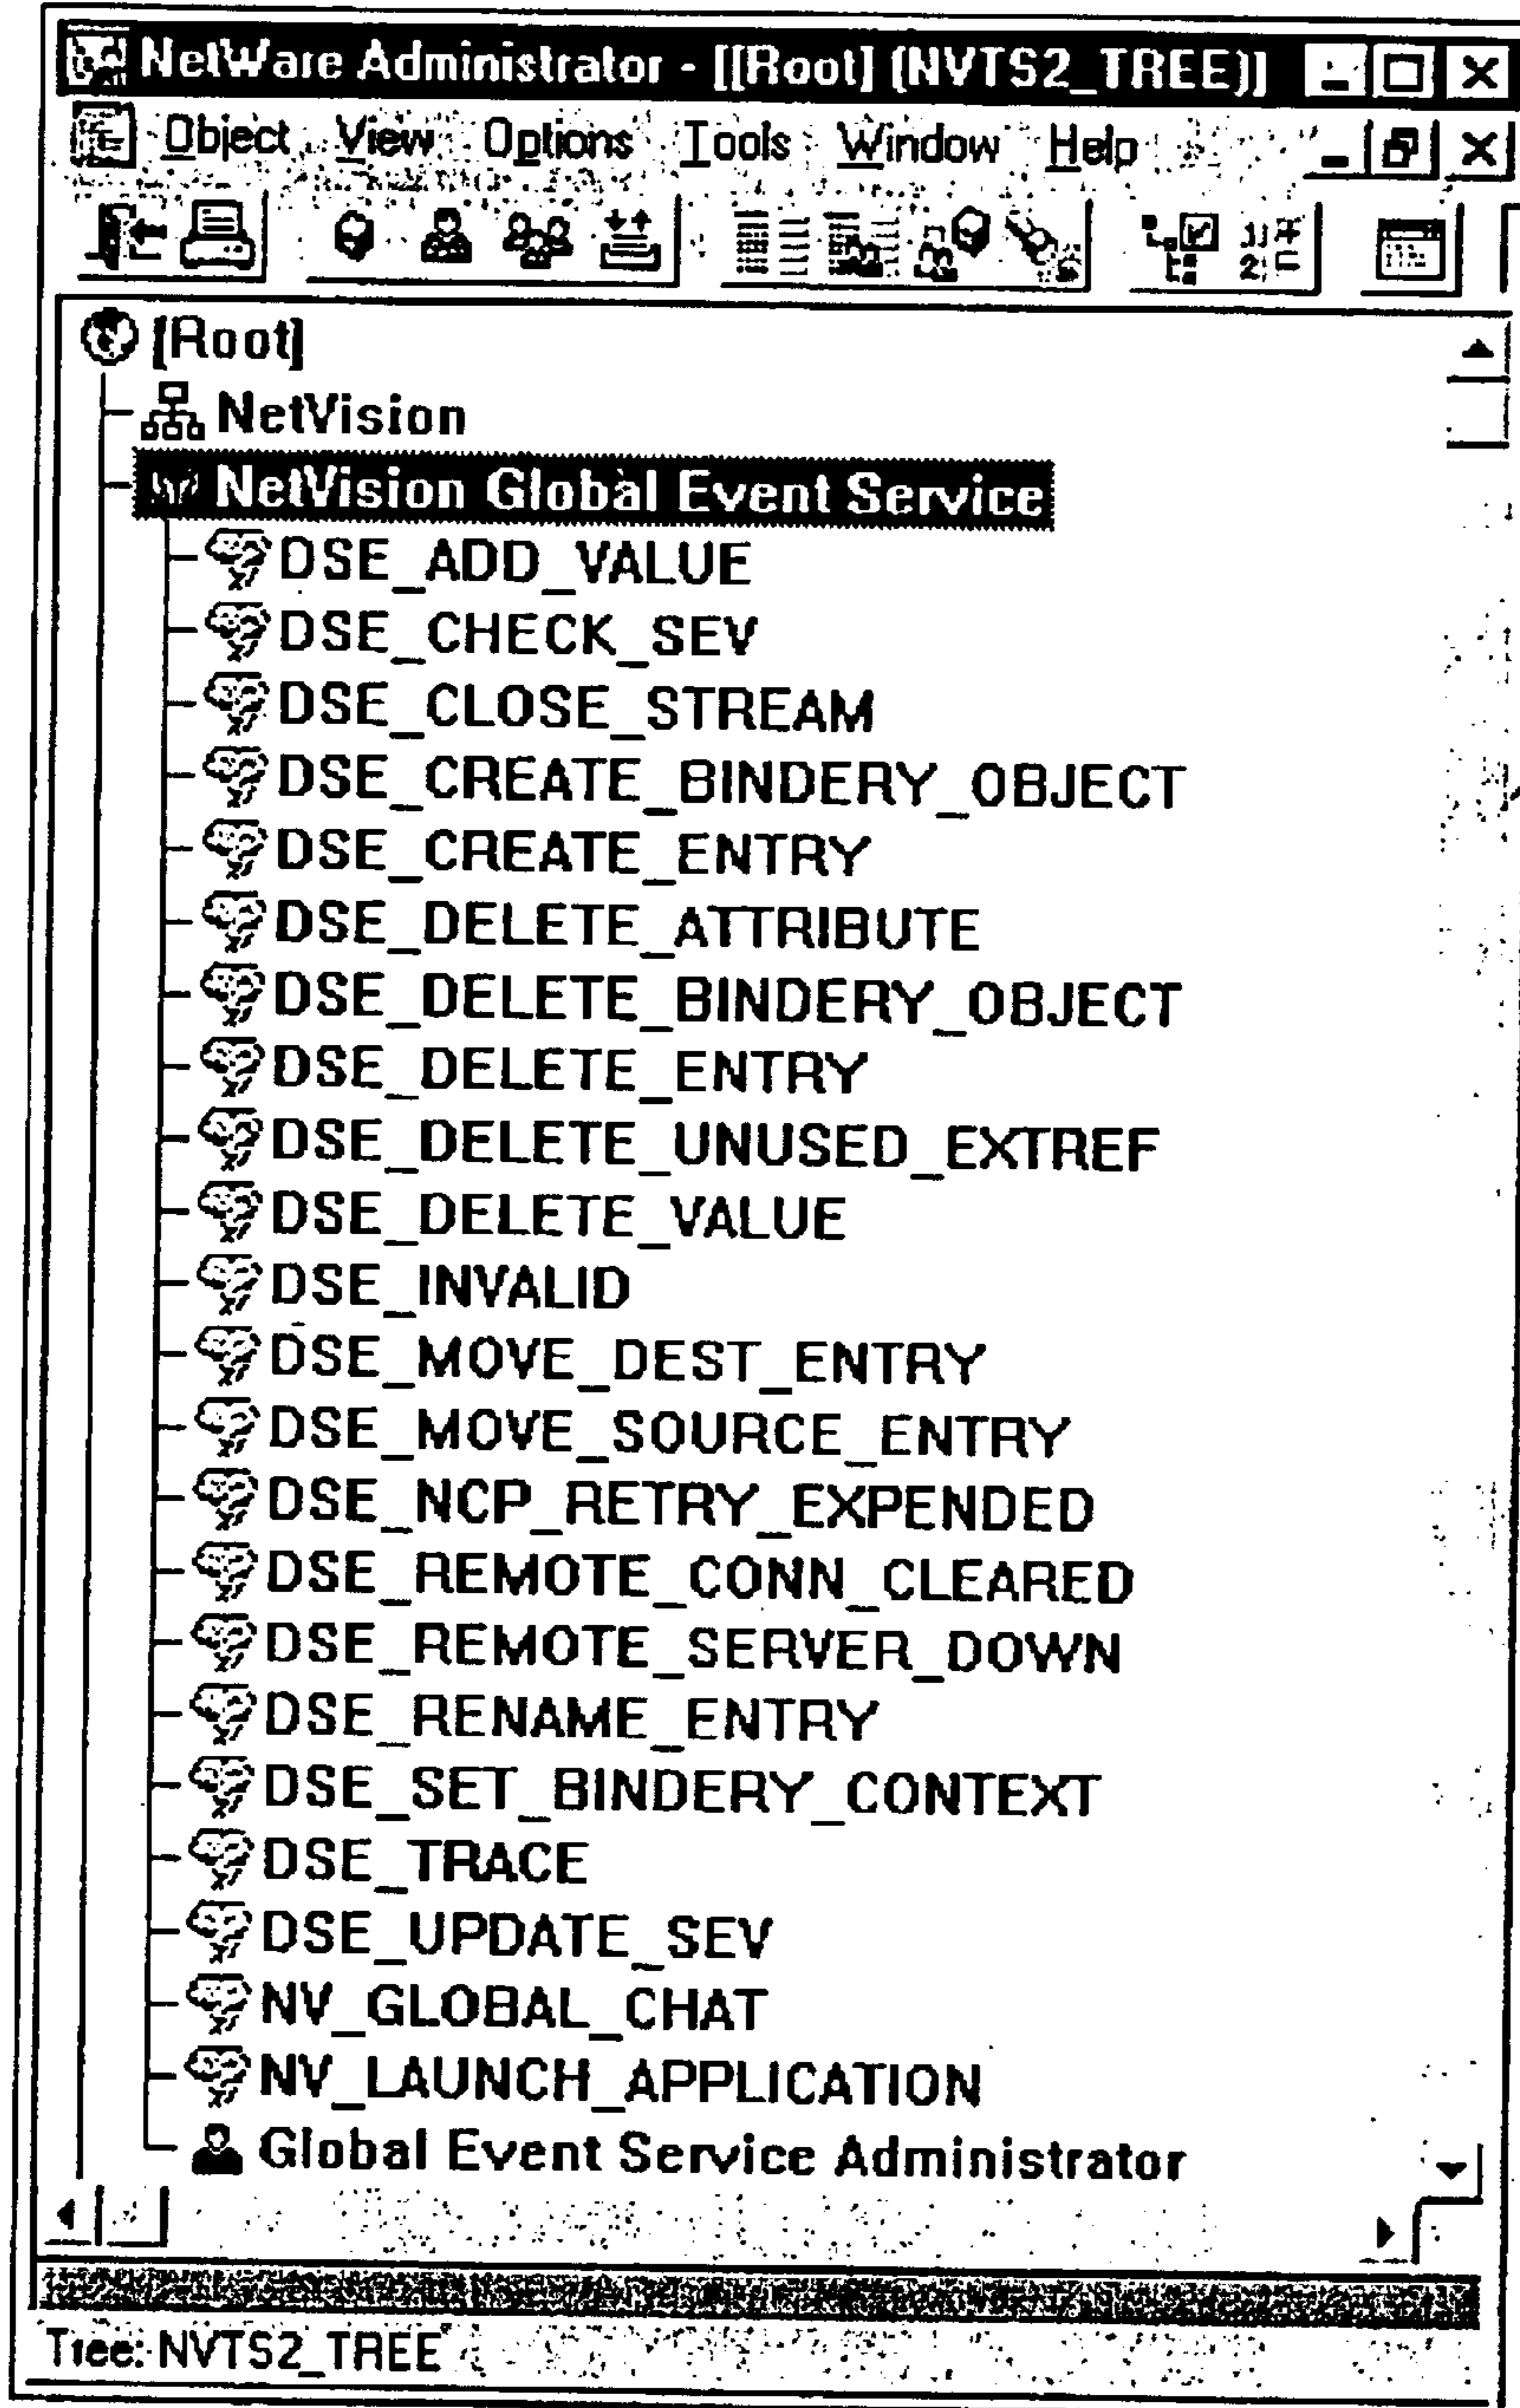 NetWare Administrator - [[Root] (NVTS2_TREE)]
Object View Options Tools Window Help
[Root]
NetVision
NetVision Global Event Service
DSE_ADD_VALUE
DSE_CHECK_SEV
DSE_CLOSE_STREAM
DSE_CREATE_BINDERY_OBJECT
DSE_CREATE_ENTRY
DSE_DELETE_ATTRIBUTE
DSE_DELETE_BINDERY_OBJECT
DSE_DELETE_ENTRY
DSE_DELETE_UNUSED_EXTREF
DSE_DELETE_VALUE
DSE_INVALID
DSE_MOVE_DEST_ENTRY
DSE_MOVE_SOURCE_ENTRY
DSE_NCP_RETRY_EXPENDED
DSE_REMOTE_CONN_CLEARED
DSE_REMOTE_SERVER_DOWN
DSE_RENAME_ENTRY
DSE_SET_BINDERY_CONTEXT
DSE_TRACE
DSE_UPDATE_SEV
NV_GLOBAL_CHAT
NV_LAUNCH_APPLICATION
Global Event Service Administrator
Tree: NVTS2_TREE